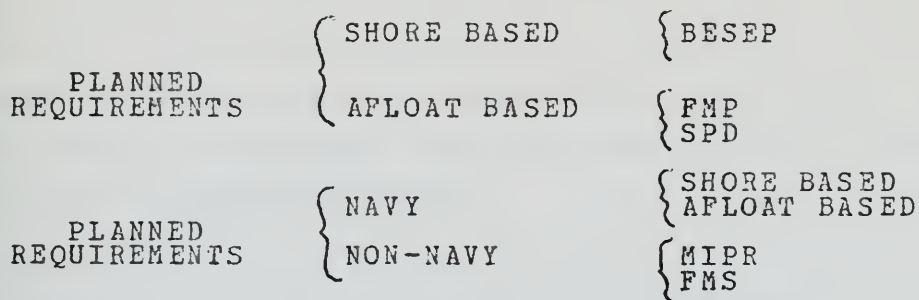 SHORE BASED BESEP
PLANNED
REQUIREMENTS
AFLOAT BASED FMP
SPD
SHORE BASED
NAVY AFLOAT BASED
PLANNED
REQUIREMENTS NON-NAVY MIPR
FMS